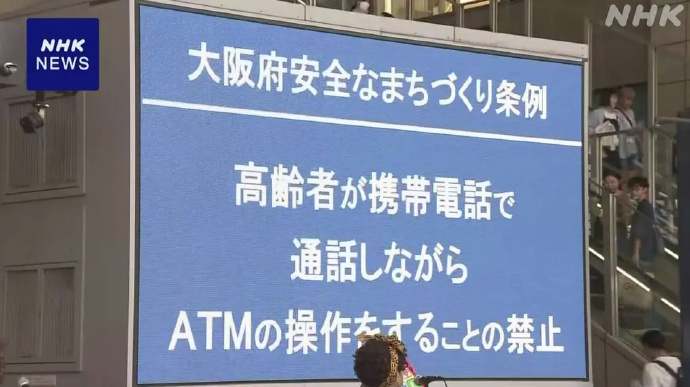 NHK
NEWS
NHK
大阪府安全なまちづくり条例
高齢者が携帯電話で
通話しながら
ATMの操作をすることの禁止
NHK